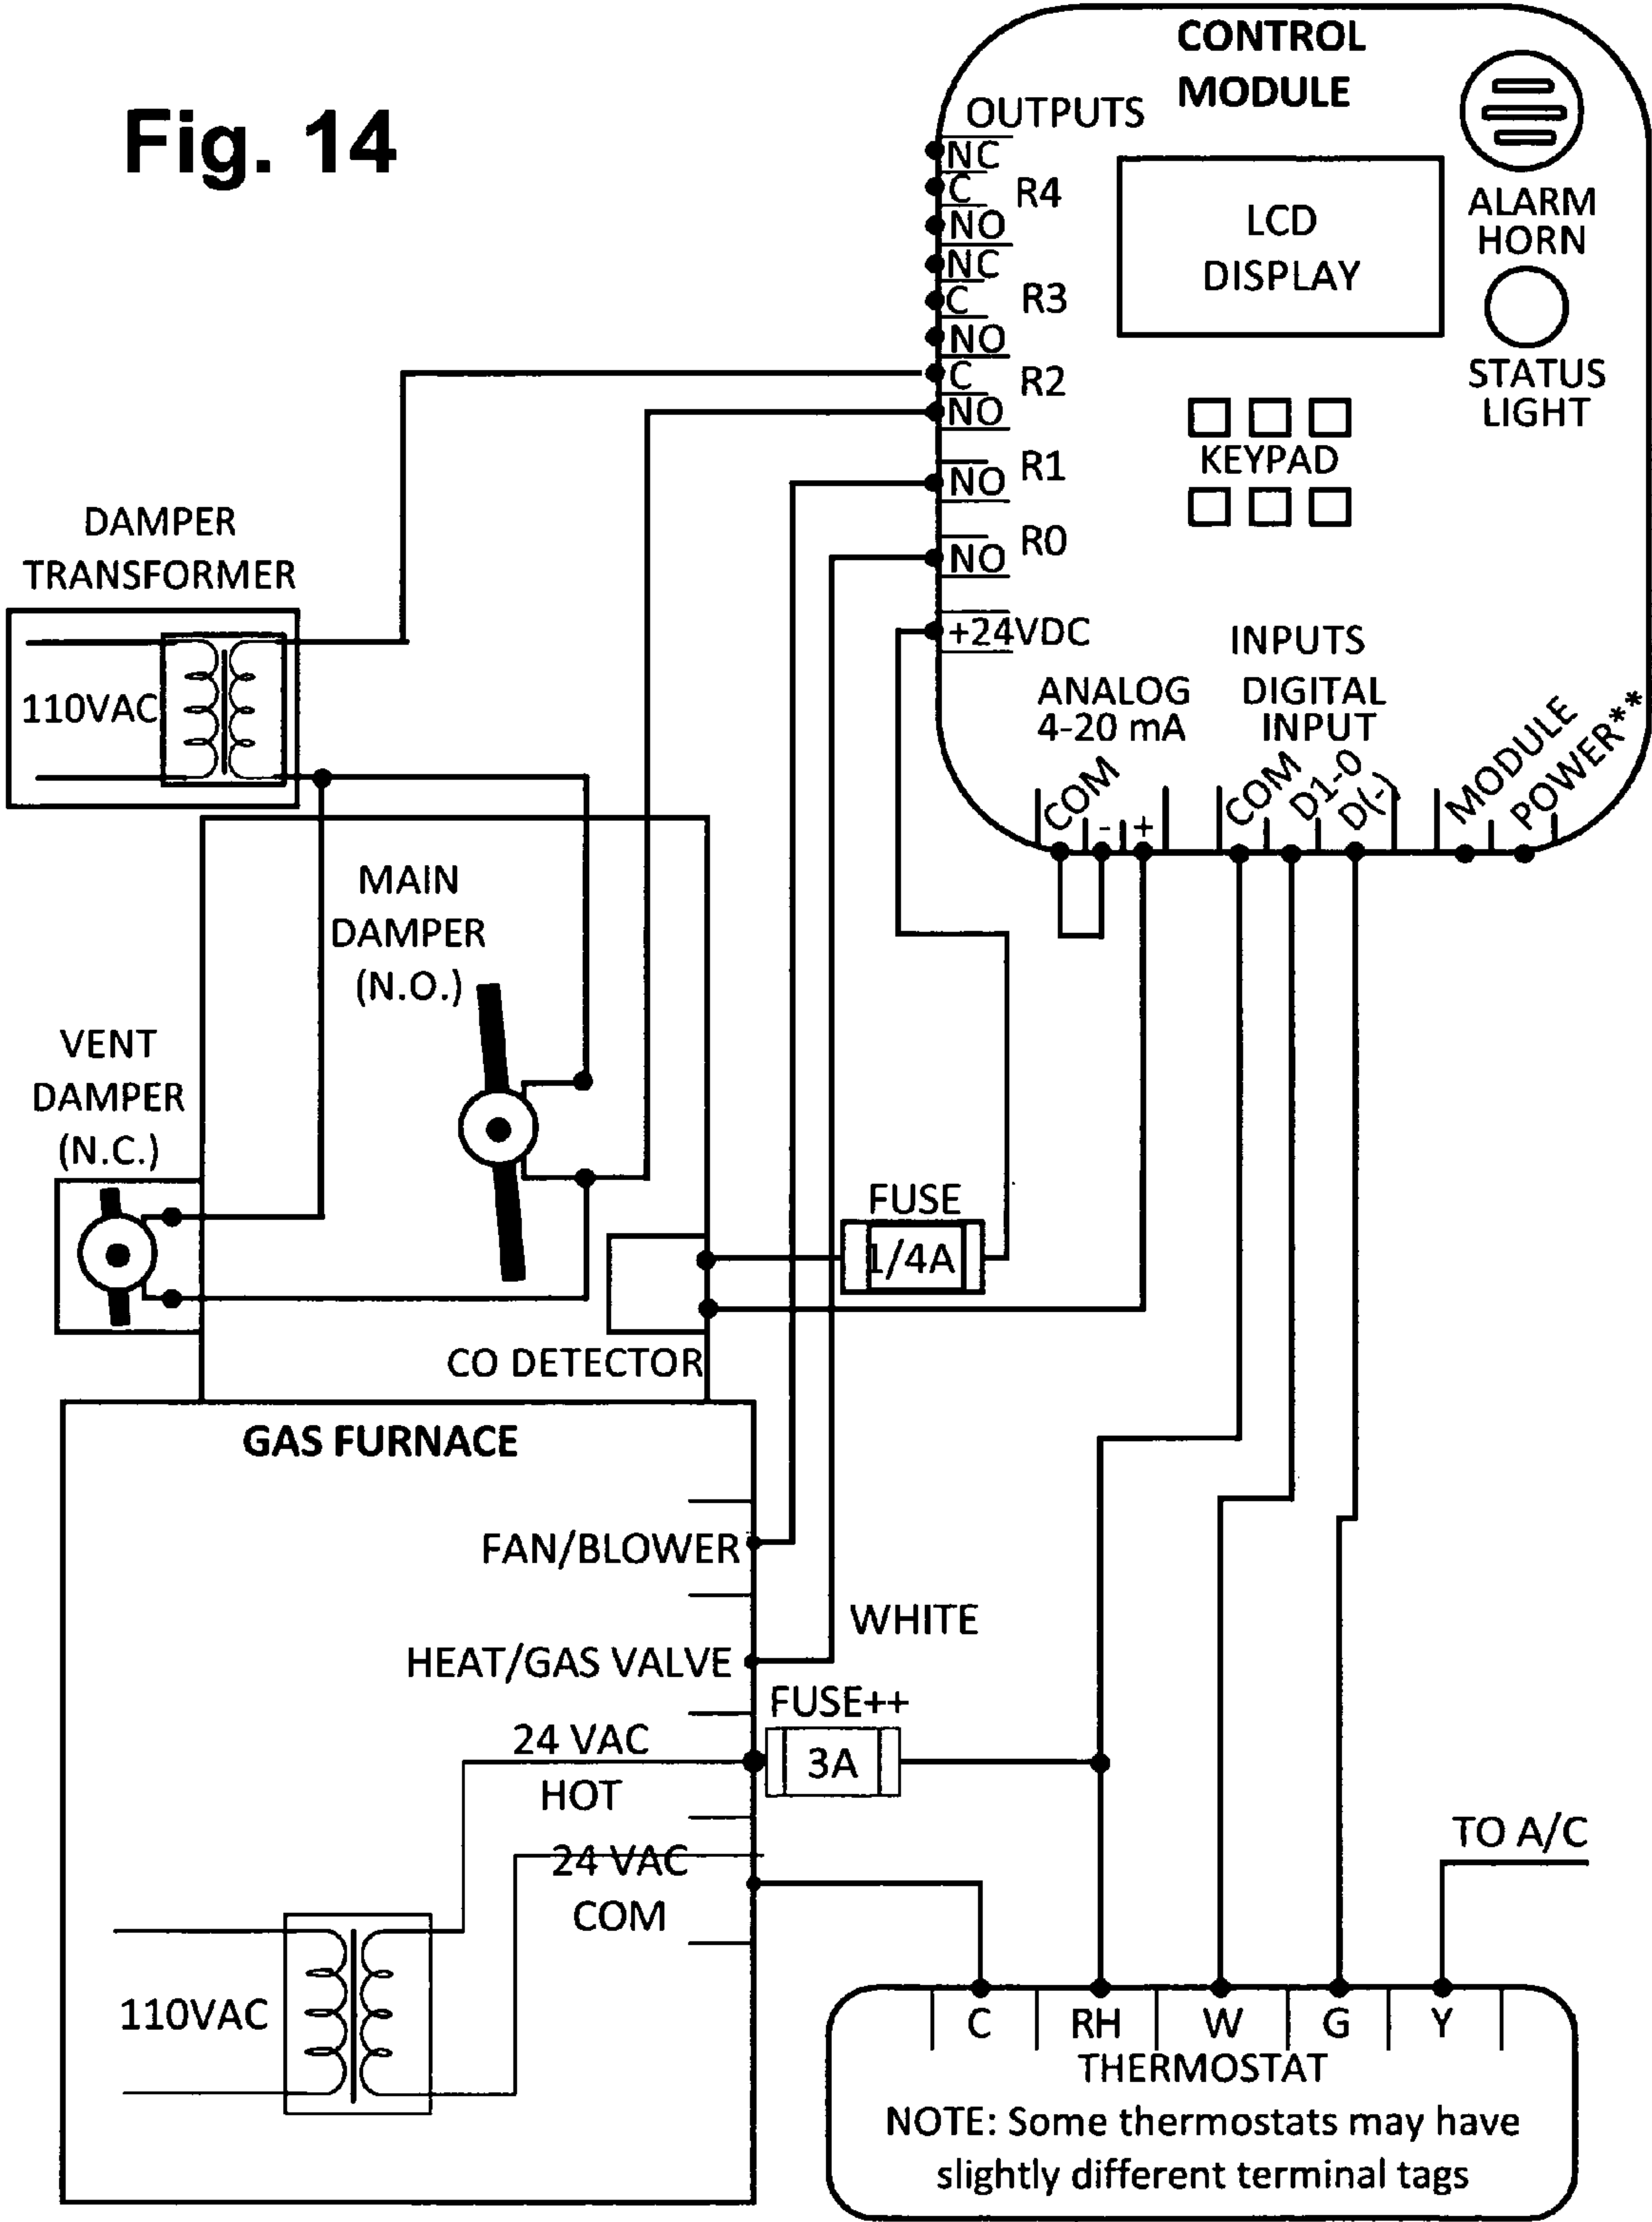 Fig. 14
CONTROL
MODULE
OUTPUTS
NC
C
R4
NO
NC
C
R3
NO
C
R2
NO
R1
NO
R0
NO
+24VDC
LCD
DISPLAY
ALARM
HORN
STATUS
LIGHT
KEYPAD
INPUTS
ANALOG
4-20 mA
DIGITAL
INPUT
COM
-
+
COM
D1-0
D(-)
MODULE
POWER**
DAMPER
TRANSFORMER
110VAC
MAIN
DAMPER
(N.O.)
VENT
DAMPER
(N.C.)
FUSE
1/4A
CO DETECTOR
GAS FURNACE
FAN/BLOWER
WHITE
HEAT/GAS VALVE
FUSE++
3A
24 VAC
HOT
24 VAC
COM
110VAC
TO A/C
C
RH
W
G
Y
THERMOSTAT
NOTE: Some thermostats may have
slightly different terminal tags